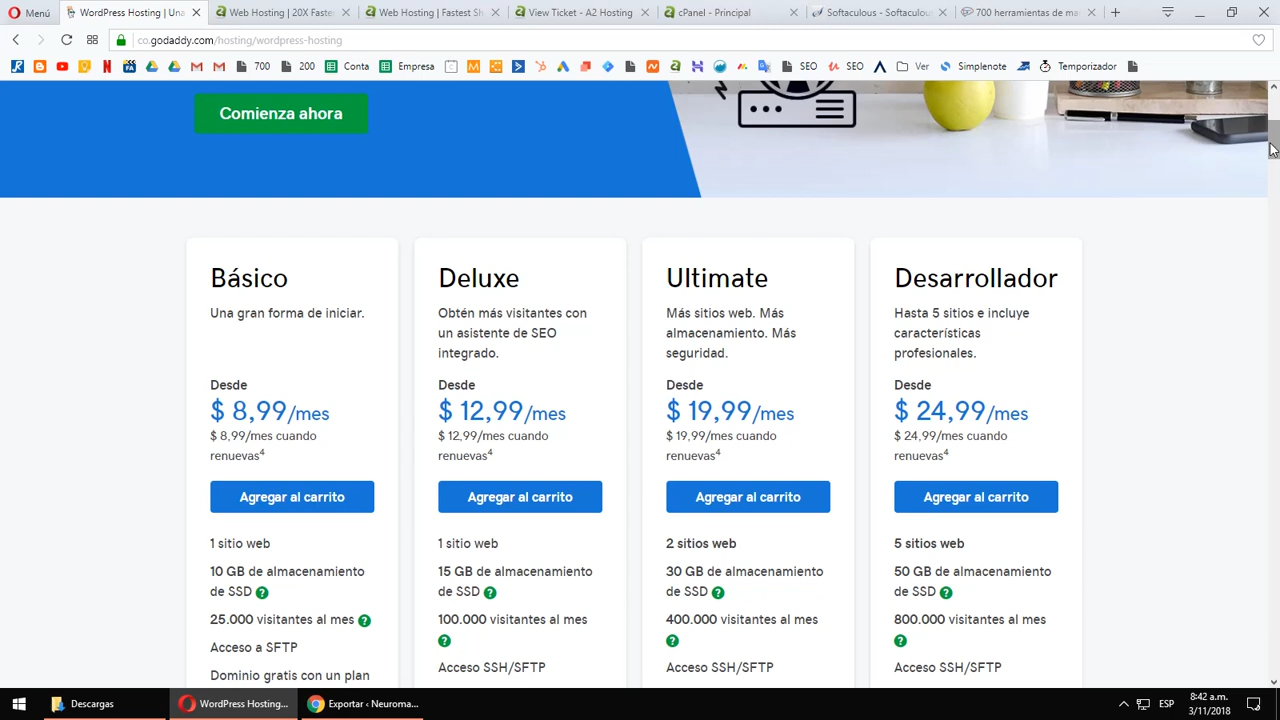 Menú
WordPress Hosting | Una
Web Hosting | 20X Faster
Web Hosting | Fastest Sh
View Ticket - A2 Hosting
cPanel - Principal
Softaculous - Softaculous
700 herramientas de ma
co.godaddy.com/hosting/wordpress-hosting
700
200
Conta
Empresa
SEO
SEO
Ver
Simplenote
Temporizador
Comienza ahora
Básico
Una gran forma de iniciar.
Desde
$ 8,99/mes
$ 8,99/mes cuando
renuevas4
Agregar al carrito
1 sitio web
10 GB de almacenamiento
de SSD ?
25.000 visitantes al mes ?
Acceso a SFTP
Dominio gratis con un plan
Deluxe
Obtén más visitantes con
un asistente de SEO
integrado.
Desde
$ 12,99/mes
$ 12,99/mes cuando
renuevas4
Agregar al carrito
1 sitio web
15 GB de almacenamiento
de SSD ?
100.000 visitantes al mes
?
Acceso SSH/SFTP
Ultimate
Más sitios web. Más
almacenamiento. Más
seguridad.
Desde
$ 19,99/mes
$ 19,99/mes cuando
renuevas4
Agregar al carrito
2 sitios web
30 GB de almacenamiento
de SSD ?
400.000 visitantes al mes
?
Acceso SSH/SFTP
Desarrollador
Hasta 5 sitios e incluye
características
profesionales.
Desde
$ 24,99/mes
$ 24,99/mes cuando
renuevas4
Agregar al carrito
5 sitios web
50 GB de almacenamiento
de SSD ?
800.000 visitantes al mes
?
Acceso SSH/SFTP
Descargas
WordPress Hosting...
Exportar ‹ Neuroma...
ESP
8:42 a.m.
3/11/2018